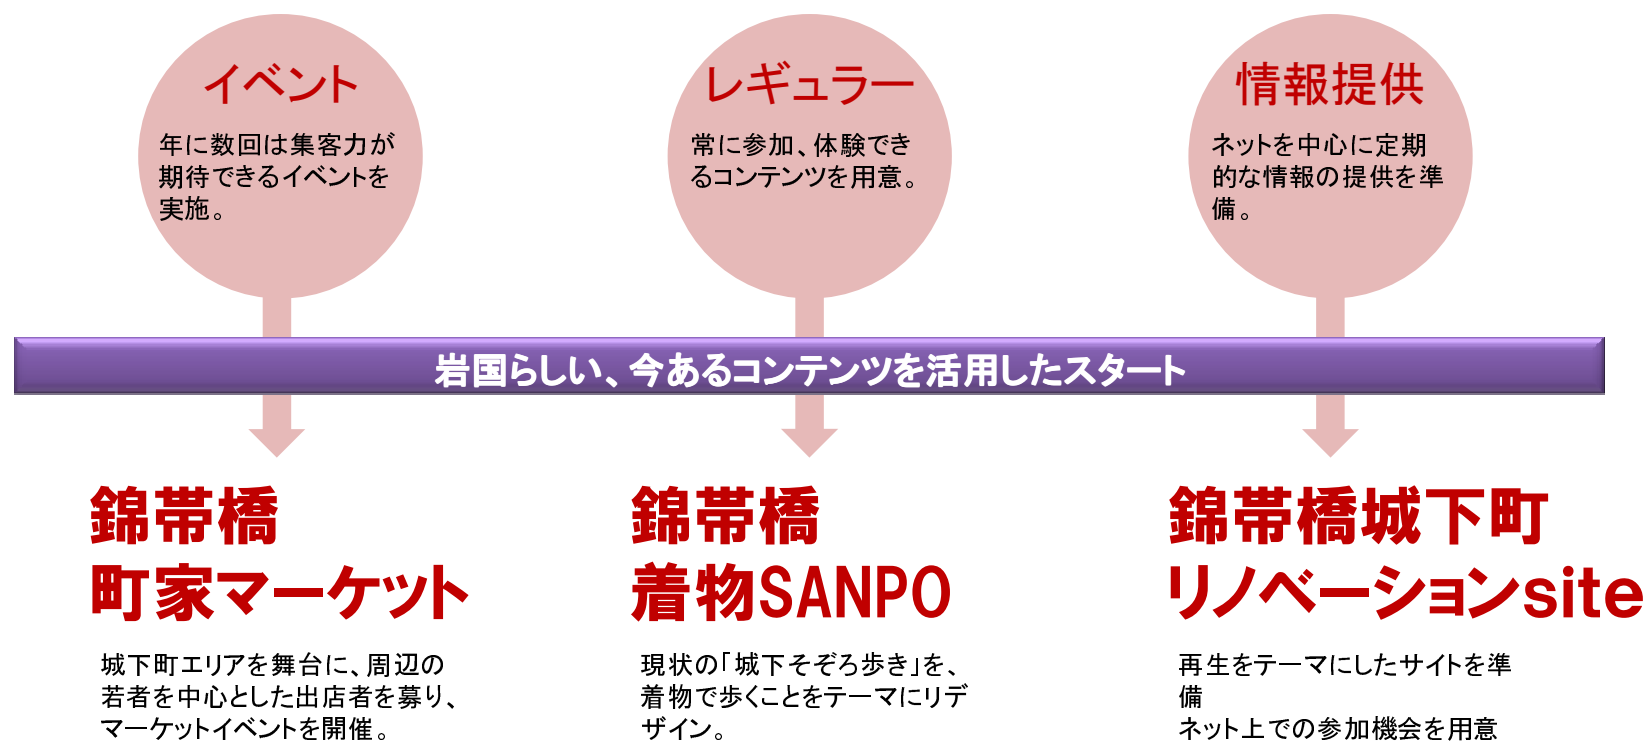 イベント
年に数回は集客力が
期待できるイベントを
実施。
レギュラー
常に参加、体験でき
るコンテンツを用意。
情報提供
ネットを中心に定期
的な情報の提供を準
備。
岩国らしい、今あるコンテンツを活用したスタート
錦帯橋
町家マーケット
城下町エリアを舞台に、周辺の
若者を中心とした出店者を募り、
マーケットイベントを開催。
錦帯橋
着物SANPO
現状の「城下そぞろ歩き」を、
着物で歩くことをテーマにリデ
ザイン。
錦帯橋城下町
リノベーションsite
再生をテーマにしたサイトを準
備
ネット上での参加機会を用意